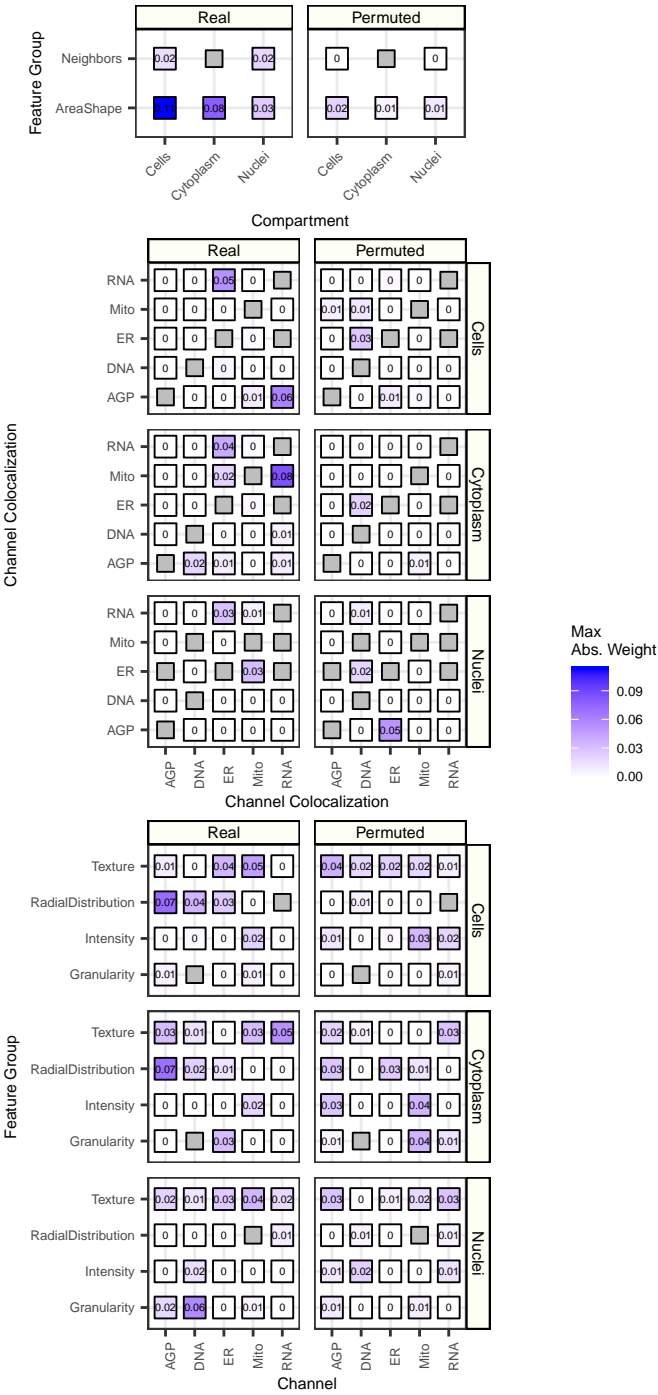 Real Permuted
Feature Group
Neighbors 0.02 0.02 0 0
AreaShape 0.11 0.08 0.03 0.02 0.01 0.01
Cells Cytoplasm Nuclei Cells Cytoplasm Nuclei
Compartment
Real Permuted
Channel Colocalization
Cells
RNA 0 0 0.05 0 0 0 0 0
Mito 0 0 0 0 0.01 0.01 0 0
ER 0 0 0 0 0.03 0
DNA 0 0 0 0 0 0 0 0
AGP 0 0 0.01 0.06 0 0.01 0 0
Cytoplasm
RNA 0 0 0.04 0 0 0 0 0
Mito 0 0 0.02 0.08 0 0 0 0
ER 0 0 0 0 0.02 0
DNA 0 0 0 0.01 0 0 0 0
AGP 0.02 0.01 0 0.01 0 0 0.01 0
Nuclei
RNA 0 0 0.03 0.01 0 0.01 0 0
Mito 0 0 0 0
ER 0 0.03 0.02 0
DNA 0 0 0 0 0 0 0 0
AGP 0 0 0 0 0 0.05 0 0
AGP DNA ER Mito RNA AGP DNA ER Mito RNA
Channel Colocalization
Max
Abs. Weight
0.09
0.06
0.03
0.00
Real Permuted
Feature Group
Cells
Texture 0.01 0 0.04 0.05 0 0.04 0.02 0.02 0.02 0.01
RadialDistribution 0.07 0.04 0.03 0 0 0.01 0 0
Intensity 0 0 0 0.02 0 0.01 0 0 0.03 0.02
Granularity 0.01 0 0.01 0 0 0 0 0.01
Cytoplasm
Texture 0.03 0.01 0 0.03 0.05 0.02 0.01 0 0 0.03
RadialDistribution 0.07 0.02 0.01 0 0 0.03 0 0.03 0.01 0
Intensity 0 0 0 0.02 0 0.03 0 0 0.04 0
Granularity 0 0.03 0 0 0.01 0 0.04 0.01
Nuclei
Texture 0.02 0.01 0.03 0.04 0.02 0.03 0 0.01 0.02 0.03
RadialDistribution 0 0 0 0.01 0 0.01 0 0.01
Intensity 0 0.02 0 0 0 0.01 0.02 0 0 0.01
Granularity 0.02 0.06 0 0.01 0 0.01 0 0 0.01 0
AGP DNA ER Mito RNA AGP DNA ER Mito RNA
Channel